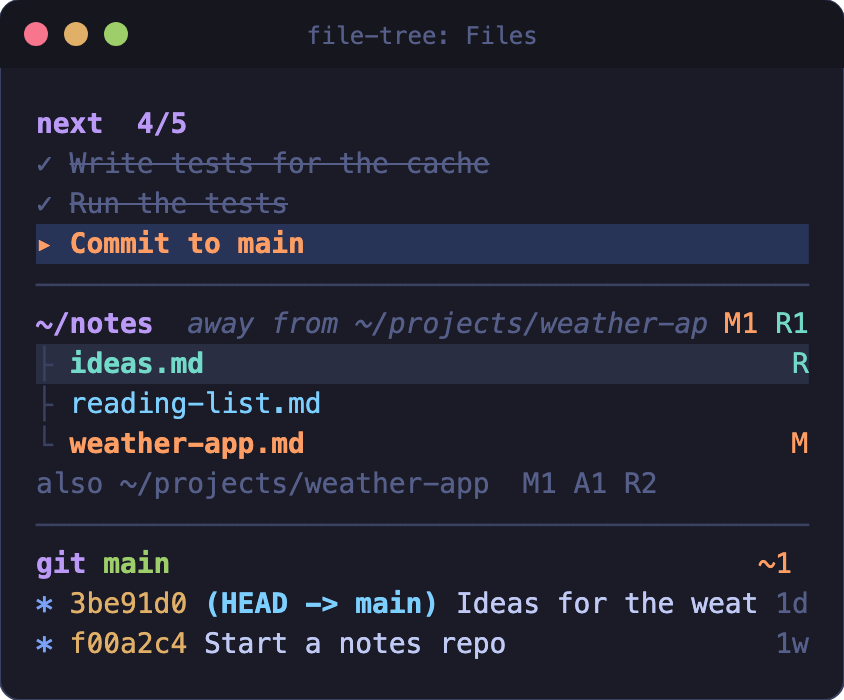 file-tree: Files
next  4/5
✓ Write tests for the cache
✓ Run the tests
▸ Commit to main
~/notes  away from ~/projects/weather-ap M1 R1
├ ideas.md R
├ reading-list.md
└ weather-app.md M
also ~/projects/weather-app  M1 A1 R2
git main ~1
* 3be91d0 (HEAD -> main) Ideas for the weat 1d
* f00a2c4 Start a notes repo 1w